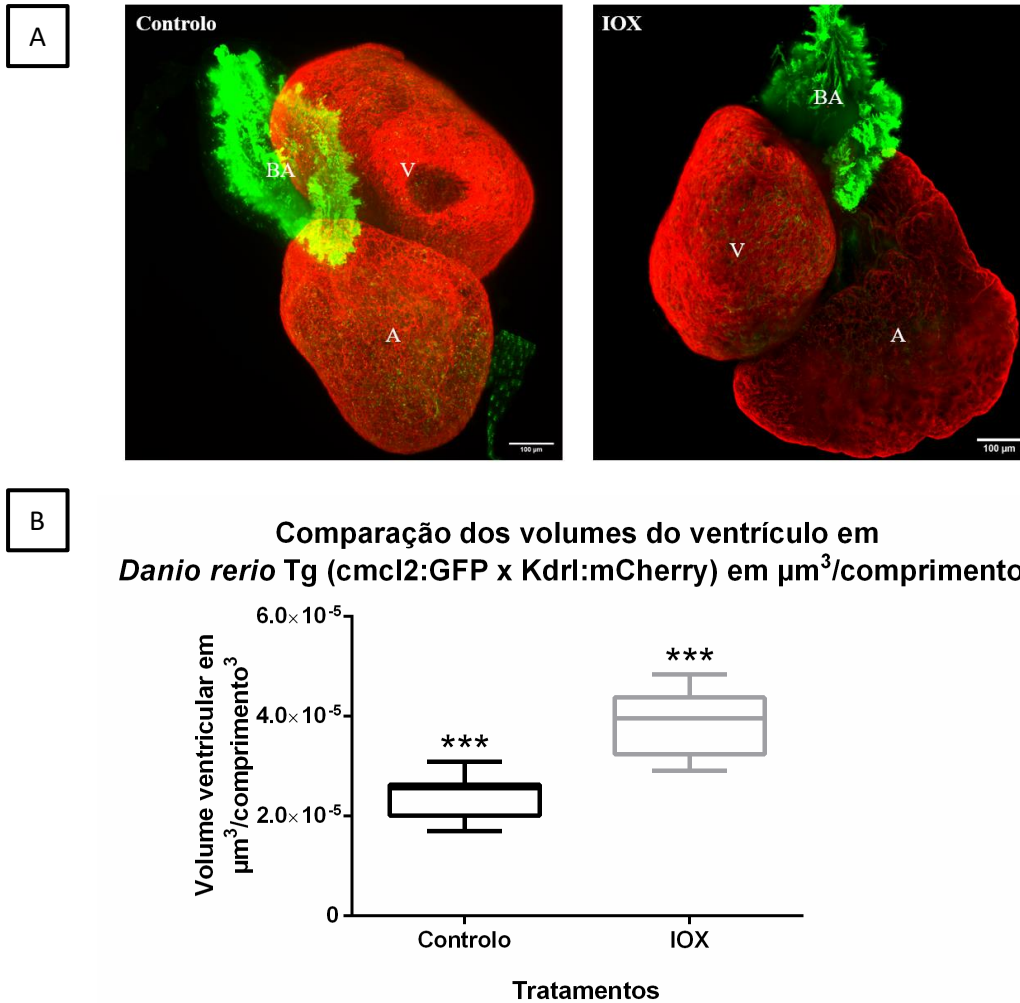 A
Controlo
BA
V
A
100 µm
IOX
BA
V
A
100 µm
B
Comparação dos volumes do ventrículo em
Danio rerio Tg (cmcl2:GFP x Kdrl:mCherry) em µm³/comprimento
Volume ventricular em
µm³/comprimento³
6.0×10⁻⁵
4.0×10⁻⁵
2.0×10⁻⁵
0
***
***
Controlo
IOX
Tratamentos